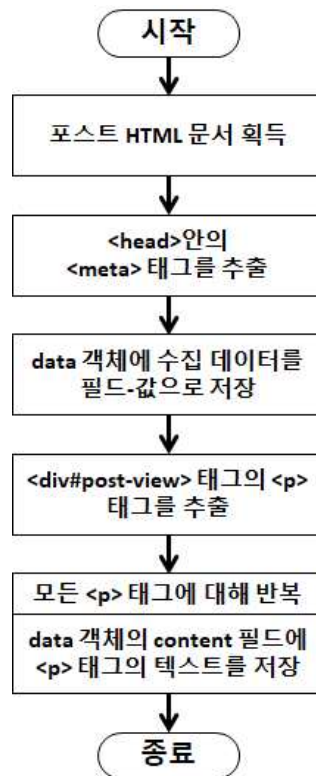 시작
포스트 HTML 문서 획득
<head>안의
<meta> 태그를 추출
data 객체에 수집 데이터를
필드-값으로 저장
<div#post-view> 태그의 <p>
태그를 추출
모든 <p> 태그에 대해 반복
data 객체의 content 필드에
<p> 태그의 텍스트를 저장
종료